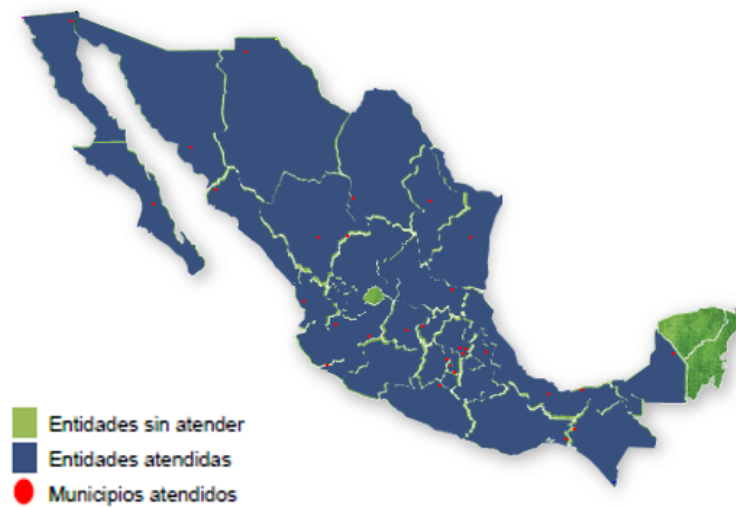 Entidades sin atender
Entidades atendidas
Municipios atendidos